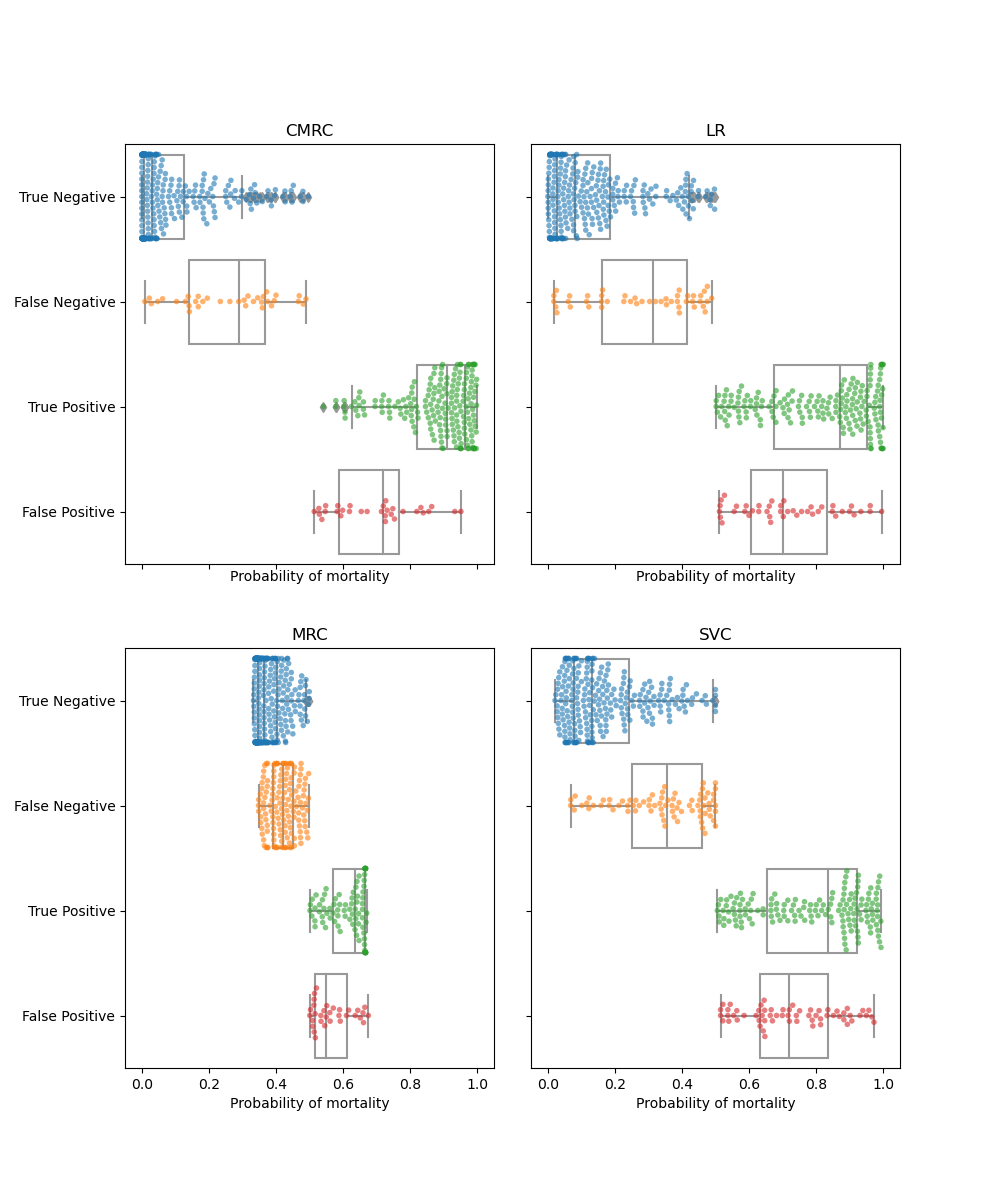 CMRC
LR
True Negative
False Negative
True Positive
False Positive
Probability of mortality
Probability of mortality
MRC
SVC
True Negative
False Negative
True Positive
False Positive
0.0 0.2 0.4 0.6 0.8 1.0
0.0 0.2 0.4 0.6 0.8 1.0
Probability of mortality
Probability of mortality